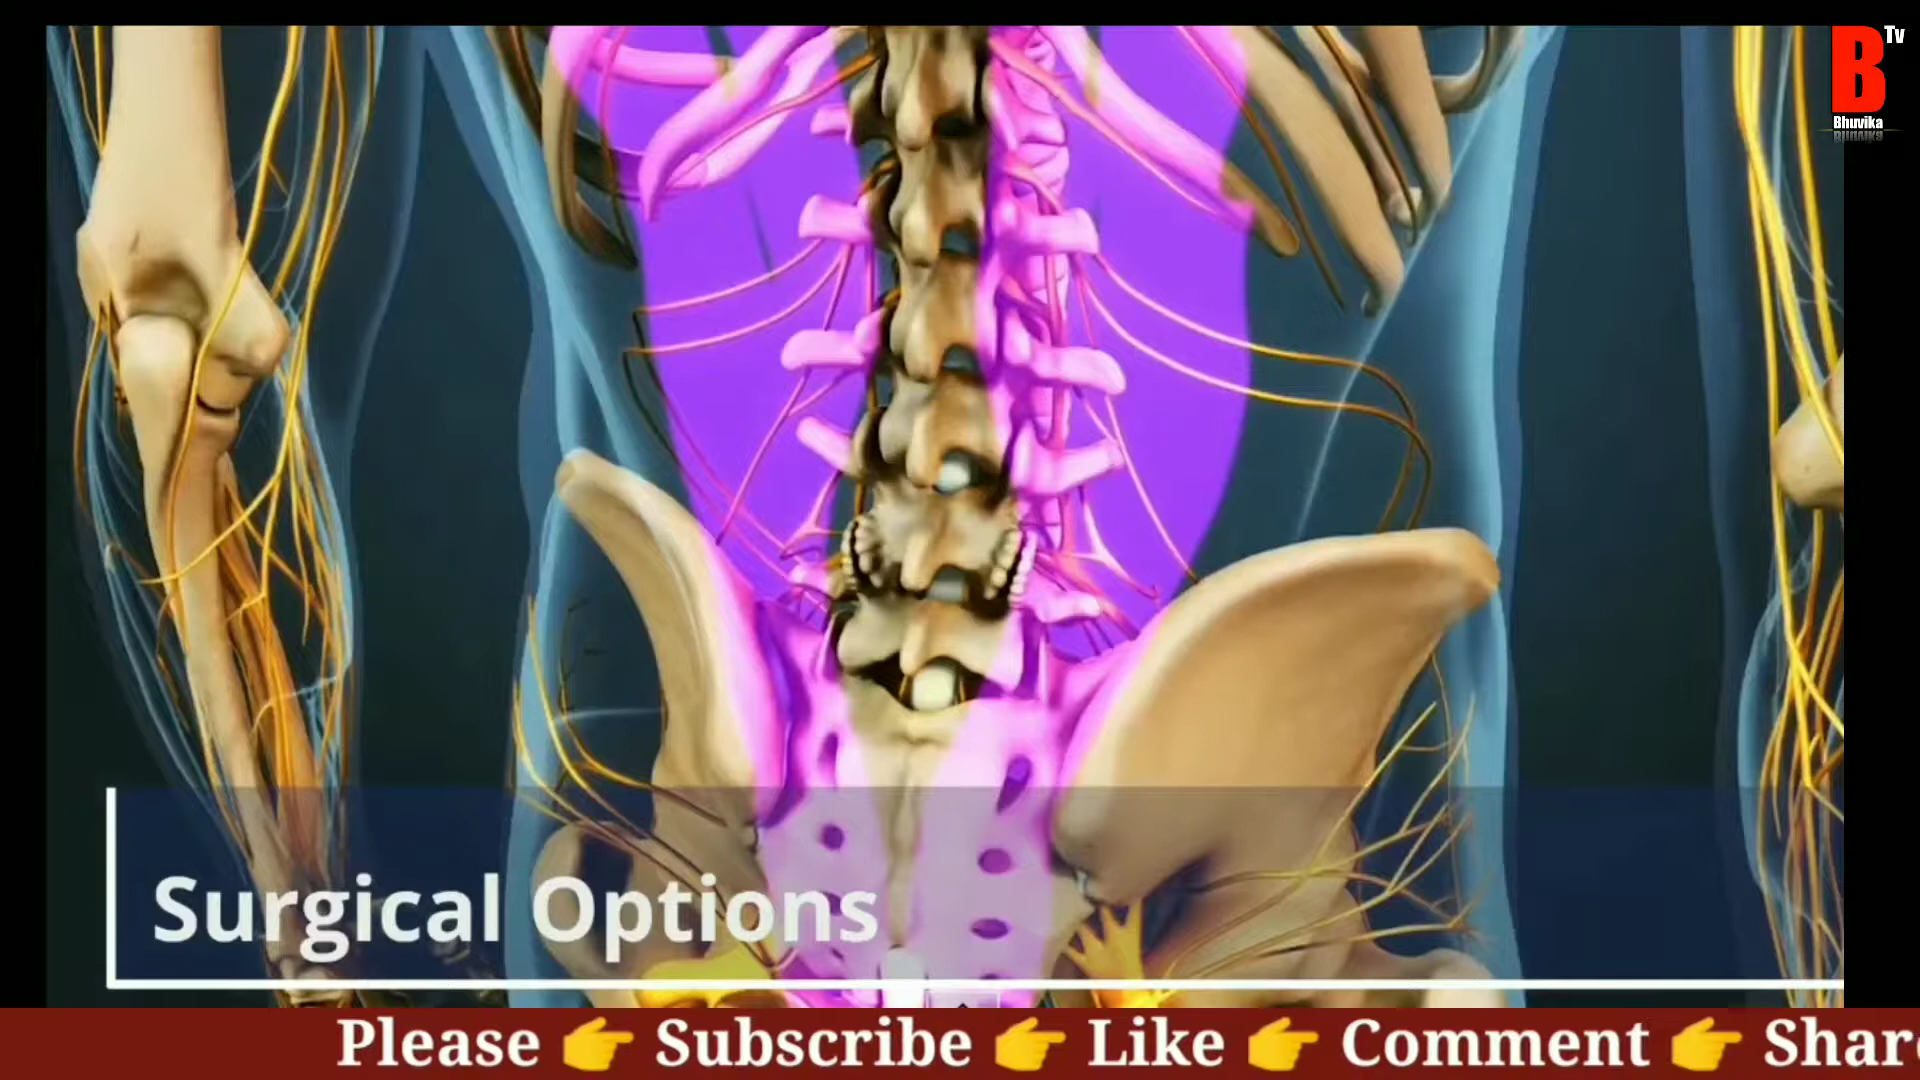 B Tv
Bhuvika
Surgical Options
Please 👉 Subscribe 👉 Like 👉 Comment 👉 Shar